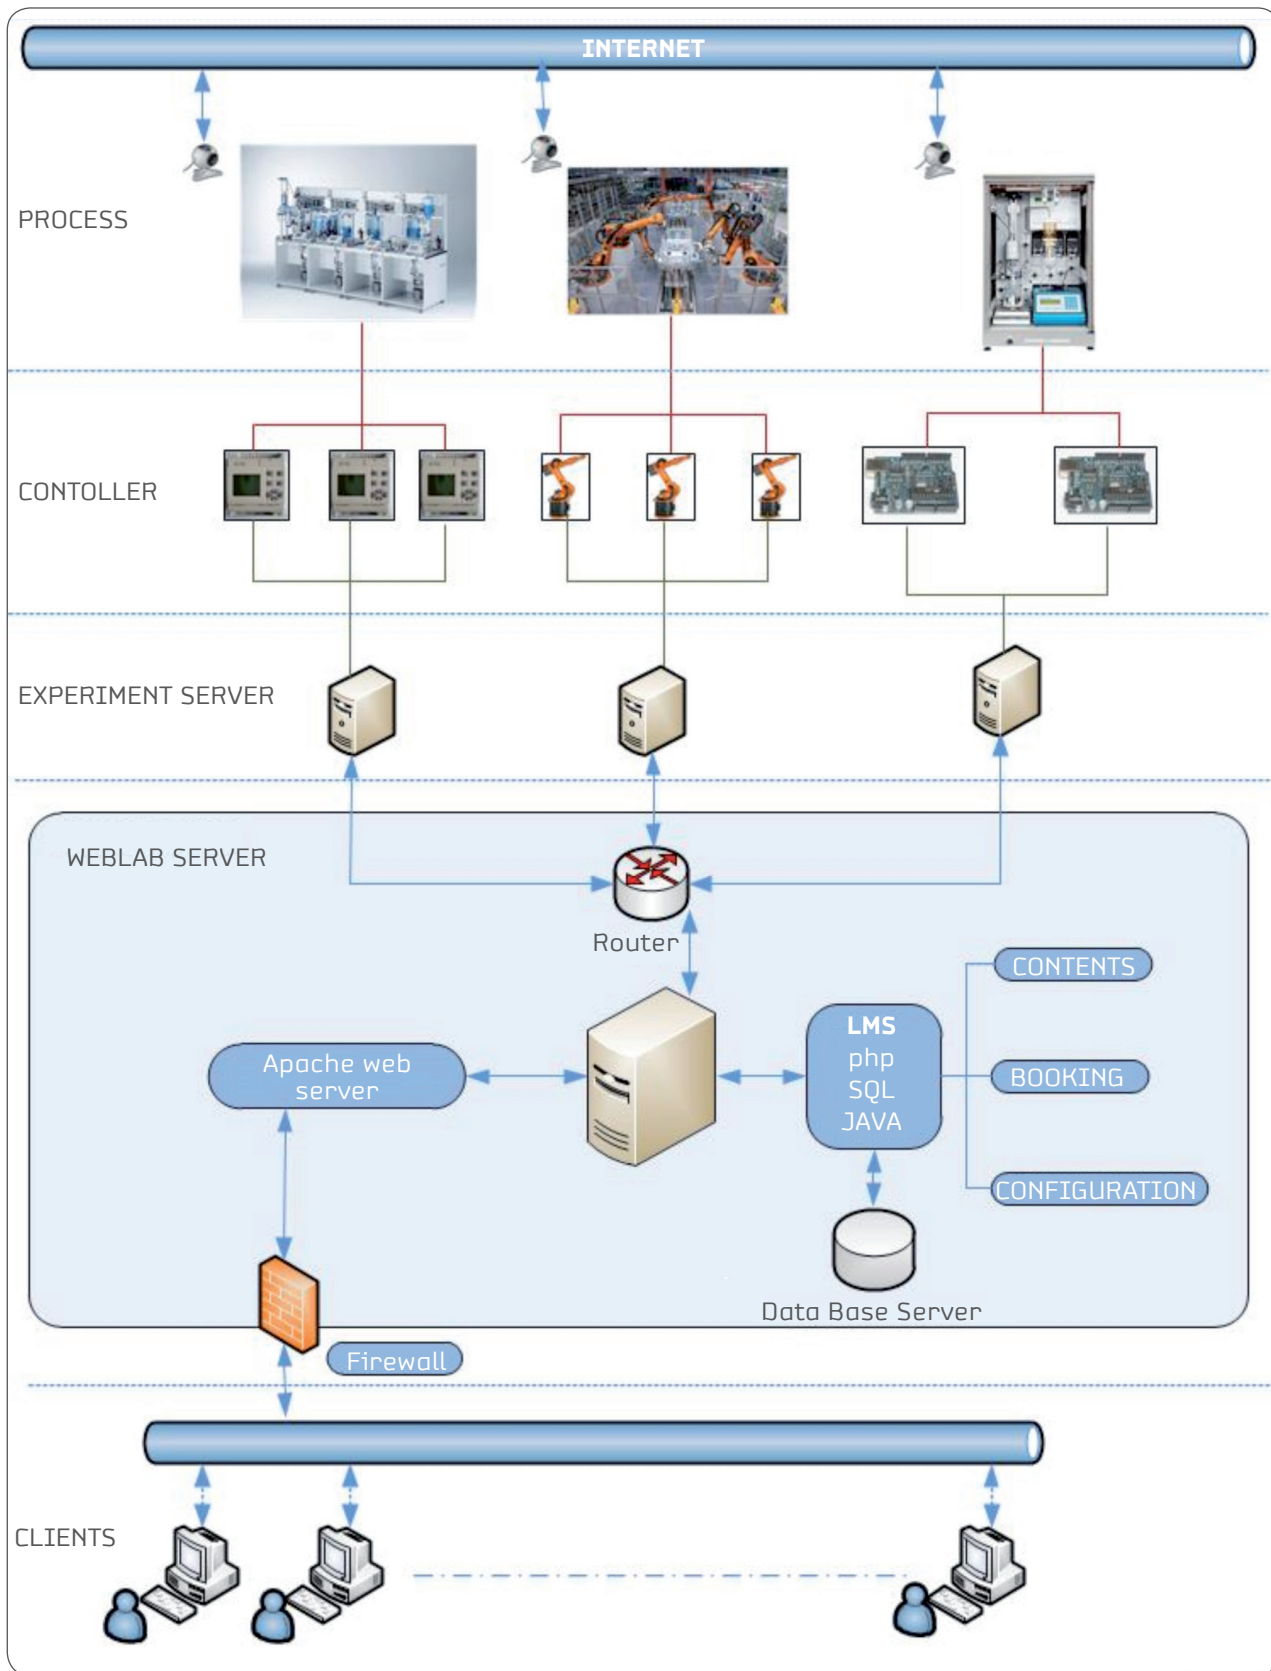 INTERNET
PROCESS
CONTOLLER
EXPERIMENT SERVER
WEBLAB SERVER
Router
CONTENTS
LMS
php
SQL
JAVA
Apache web
server
BOOKING
CONFIGURATION
Data Base Server
Firewall
CLIENTS